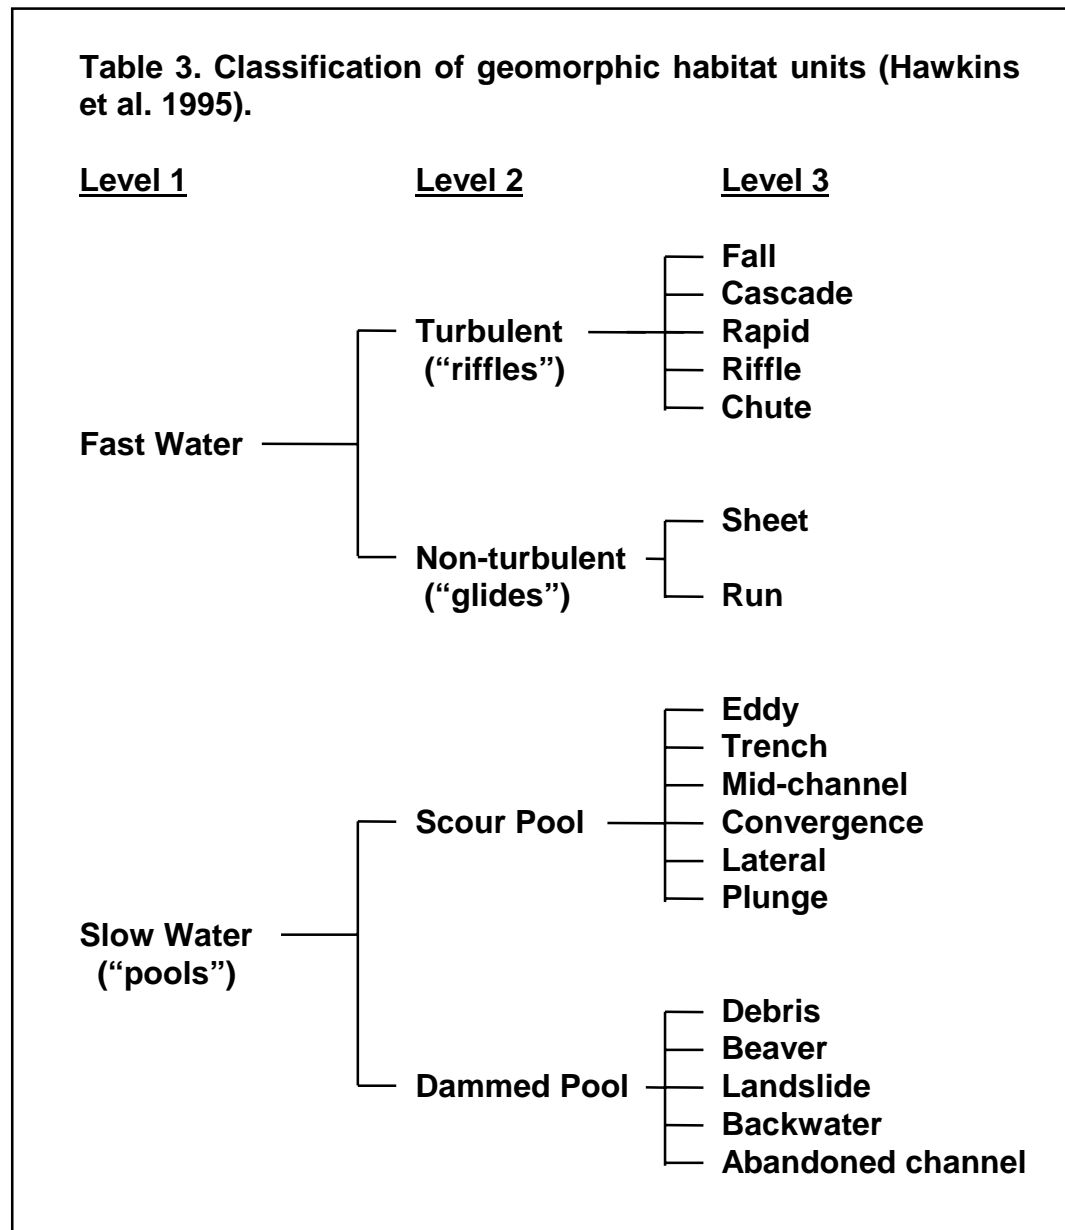 Table 3. Classification of geomorphic habitat units (Hawkins
et al. 1995).
Level 1 Level 2 Level 3
Fall
Cascade
Turbulent Rapid
(“riffles”) Riffle
Chute
Fast Water
Sheet
Non-turbulent
(“glides”) Run
Eddy
Trench
Mid-channel
Scour Pool Convergence
Lateral
Plunge
Slow Water
(“pools”)
Debris
Beaver
Dammed Pool Landslide
Backwater
Abandoned channel